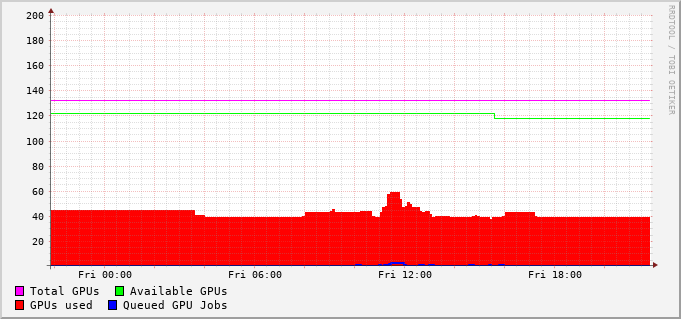 200
180
160
140
120
100
80
60
40
20
Fri 00:00 Fri 06:00 Fri 12:00 Fri 18:00
Total GPUs Available GPUs
GPUs used Queued GPU Jobs
RRDTOOL / TOBI OETIKER